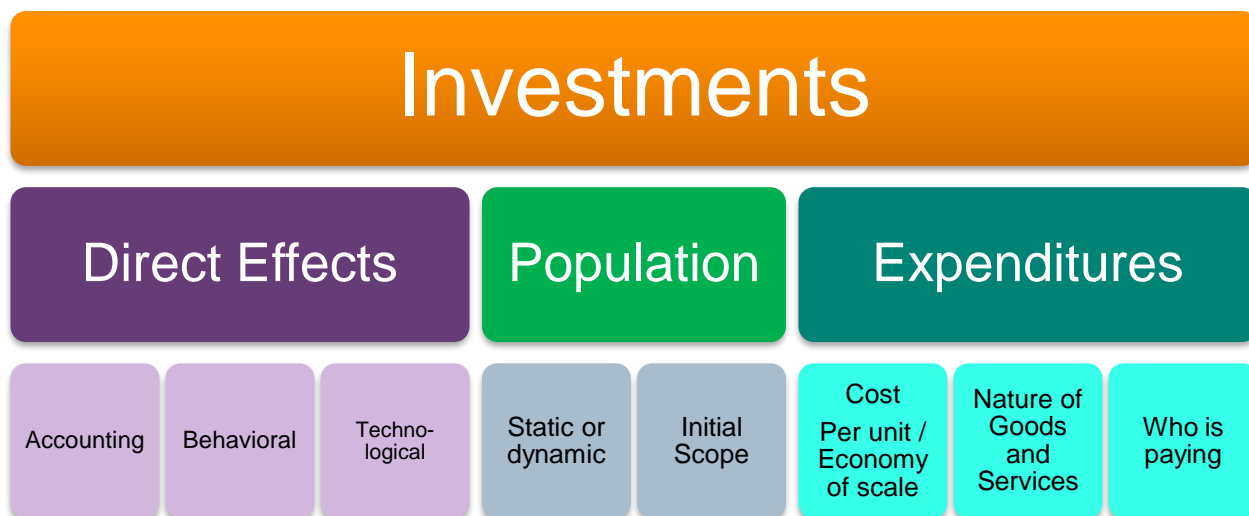 Investments
Direct Effects
Population
Expenditures
Accounting
Behavioral
Techno-
logical
Static or
dynamic
Initial
Scope
Cost
Per unit /
Economy
of scale
Nature of
Goods
and
Services
Who is
paying